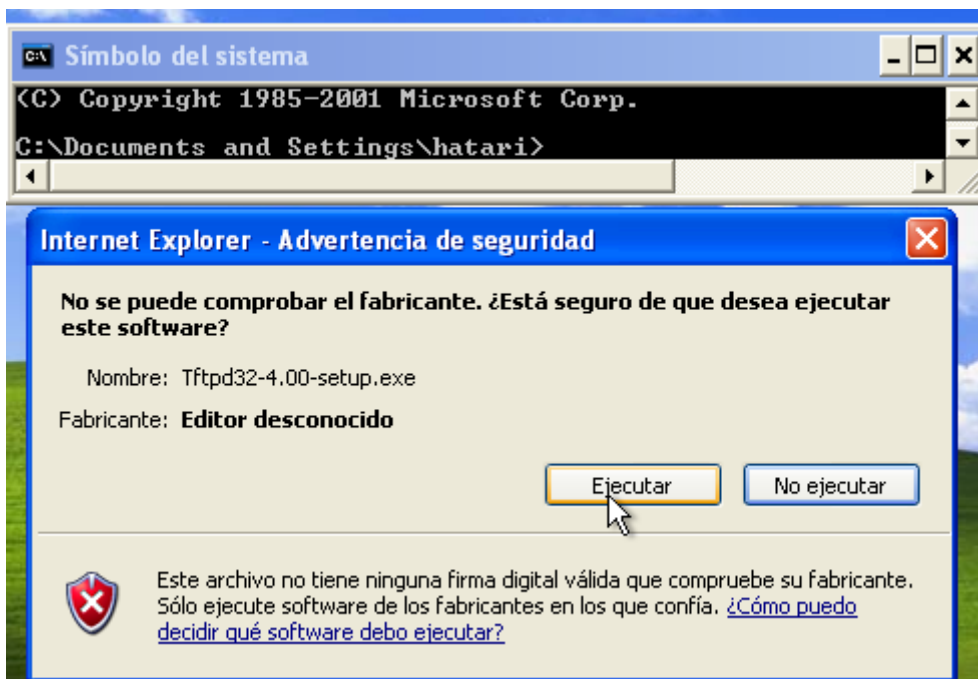 Símbolo del sistema
(C) Copyright 1985-2001 Microsoft Corp.
C:\Documents and Settings\hatari>
Internet Explorer - Advertencia de seguridad
No se puede comprobar el fabricante. ¿Está seguro de que desea ejecutar
este software?
Nombre: Tftpd32-4.00-setup.exe
Fabricante: Editor desconocido
Ejecutar No ejecutar
Este archivo no tiene ninguna firma digital válida que compruebe su fabricante.
Sólo ejecute software de los fabricantes en los que confía. ¿Cómo puedo
decidir qué software debo ejecutar?